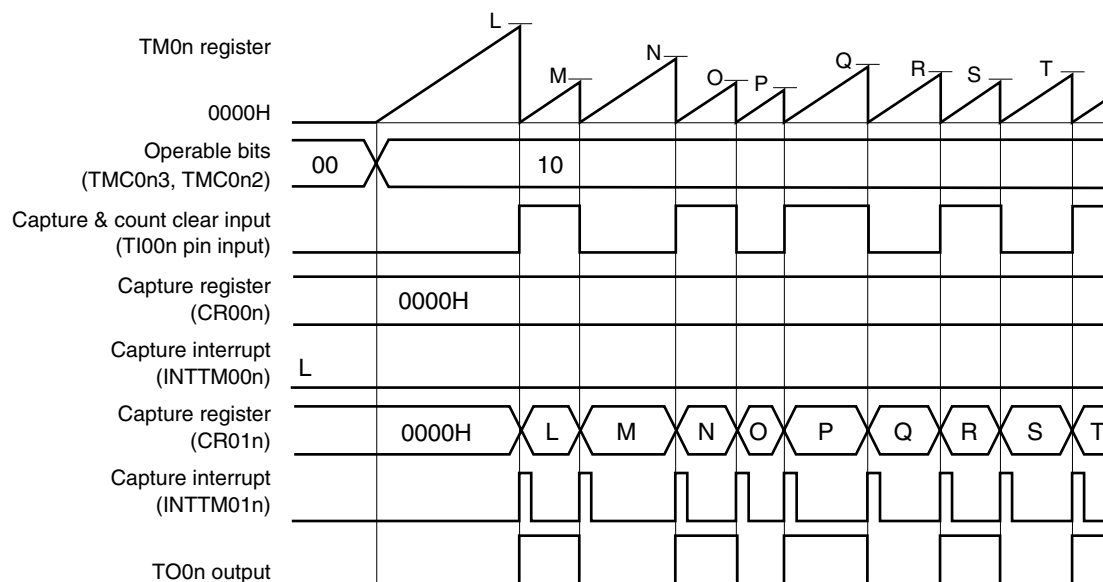 L
TM0n register
N
Q
M
O
P
R
S
T
0000H
Operable bits
(TMC0n3, TMC0n2)
00
10
Capture & count clear input
(TI00n pin input)
Capture register
(CR00n)
0000H
Capture interrupt
(INTTM00n)
L
Capture register
(CR01n)
0000H
L
M
N
O
P
Q
R
S
T
Capture interrupt
(INTTM01n)
TO0n output